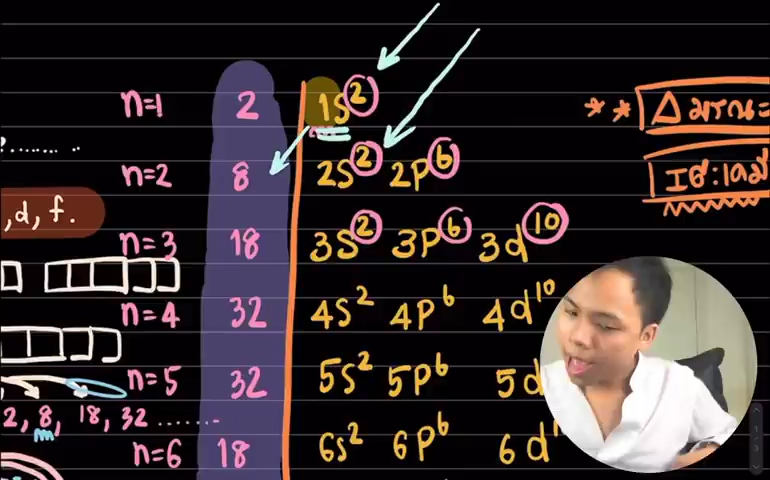 n=1 2 1s² ** Δ
n=2 8 2s² 2p⁶
,d, f.
n=3 18 3s² 3p⁶ 3d¹⁰
n=4 32 4s² 4p⁶ 4d¹⁰
n=5 32 5s² 5p⁶ 5d
2, 8, 18, 32 .......
n=6 18 6s² 6p⁶ 6d